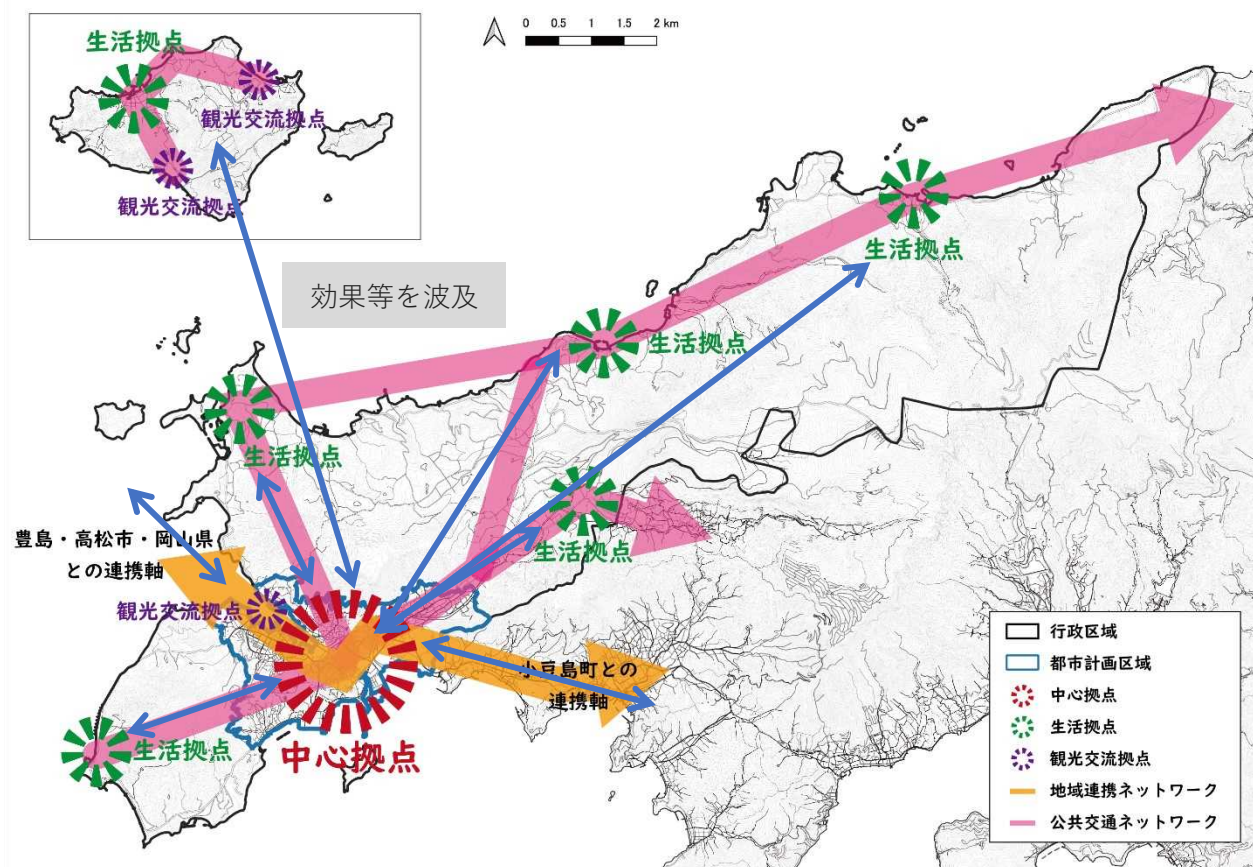 生活拠点
観光交流拠点
観光交流拠点
0 0.5 1 1.5 2 km
効果等を波及
生活拠点
生活拠点
生活拠点
生活拠点
豊島・高松市・岡山県
との連携軸
観光交流拠点
小豆島町との
連携軸
生活拠点
中心拠点
行政区域
都市計画区域
中心拠点
生活拠点
観光交流拠点
地域連携ネットワーク
公共交通ネットワーク